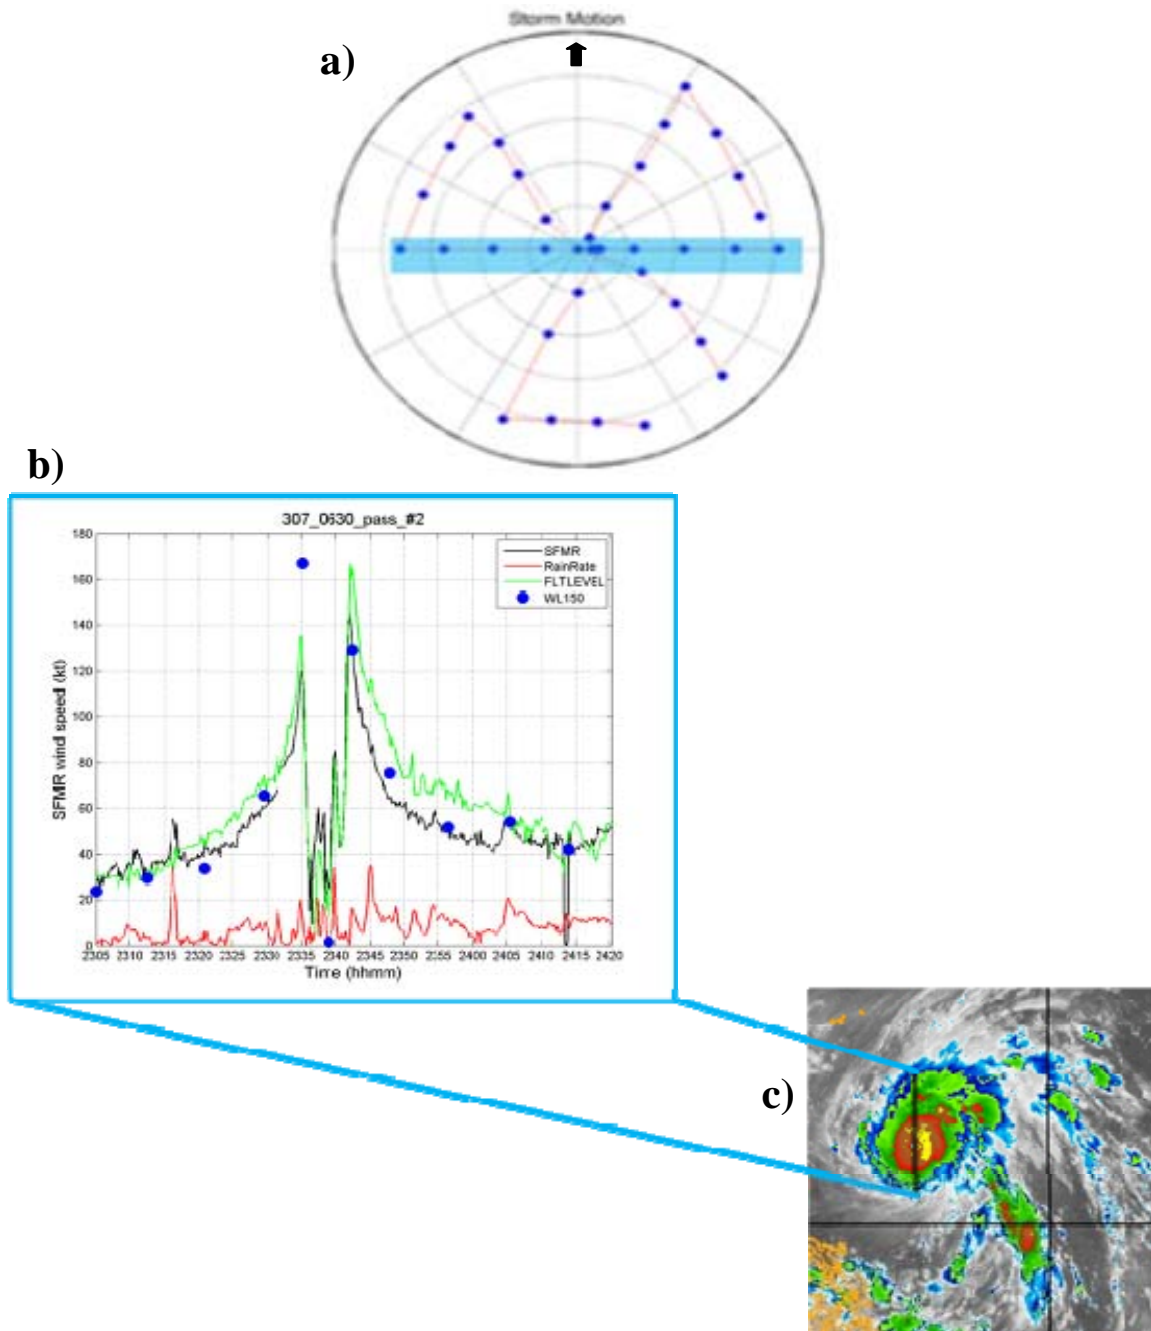 Storm Motion
a)
b)
307_0630_pass_#2
180
160
140
120
100
80
60
40
20
0
SFMR wind speed (kt)
SFMR
RainRate
FLTLEVEL
WL150
2305 2310 2315 2320 2325 2330 2335 2340 2345 2350 2355 2400 2405 2410 2415 2420
Time (hhmm)
c)